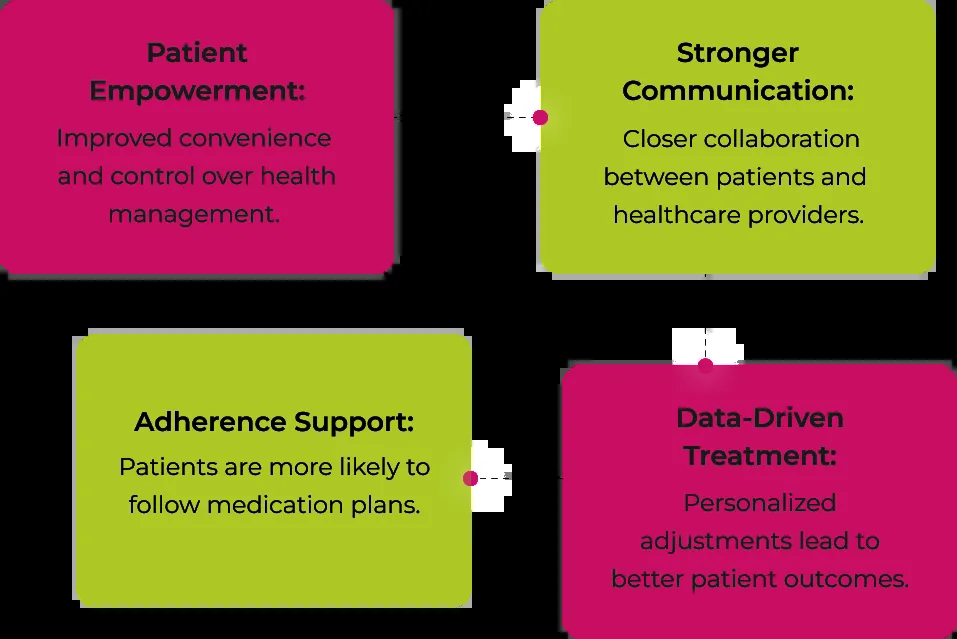 Patient
Empowerment:
Improved convenience
and control over health
management.
Stronger
Communication:
Closer collaboration
between patients and
healthcare providers.
Adherence Support:
Patients are more likely to
follow medication plans.
Data-Driven
Treatment:
Personalized
adjustments lead to
better patient outcomes.